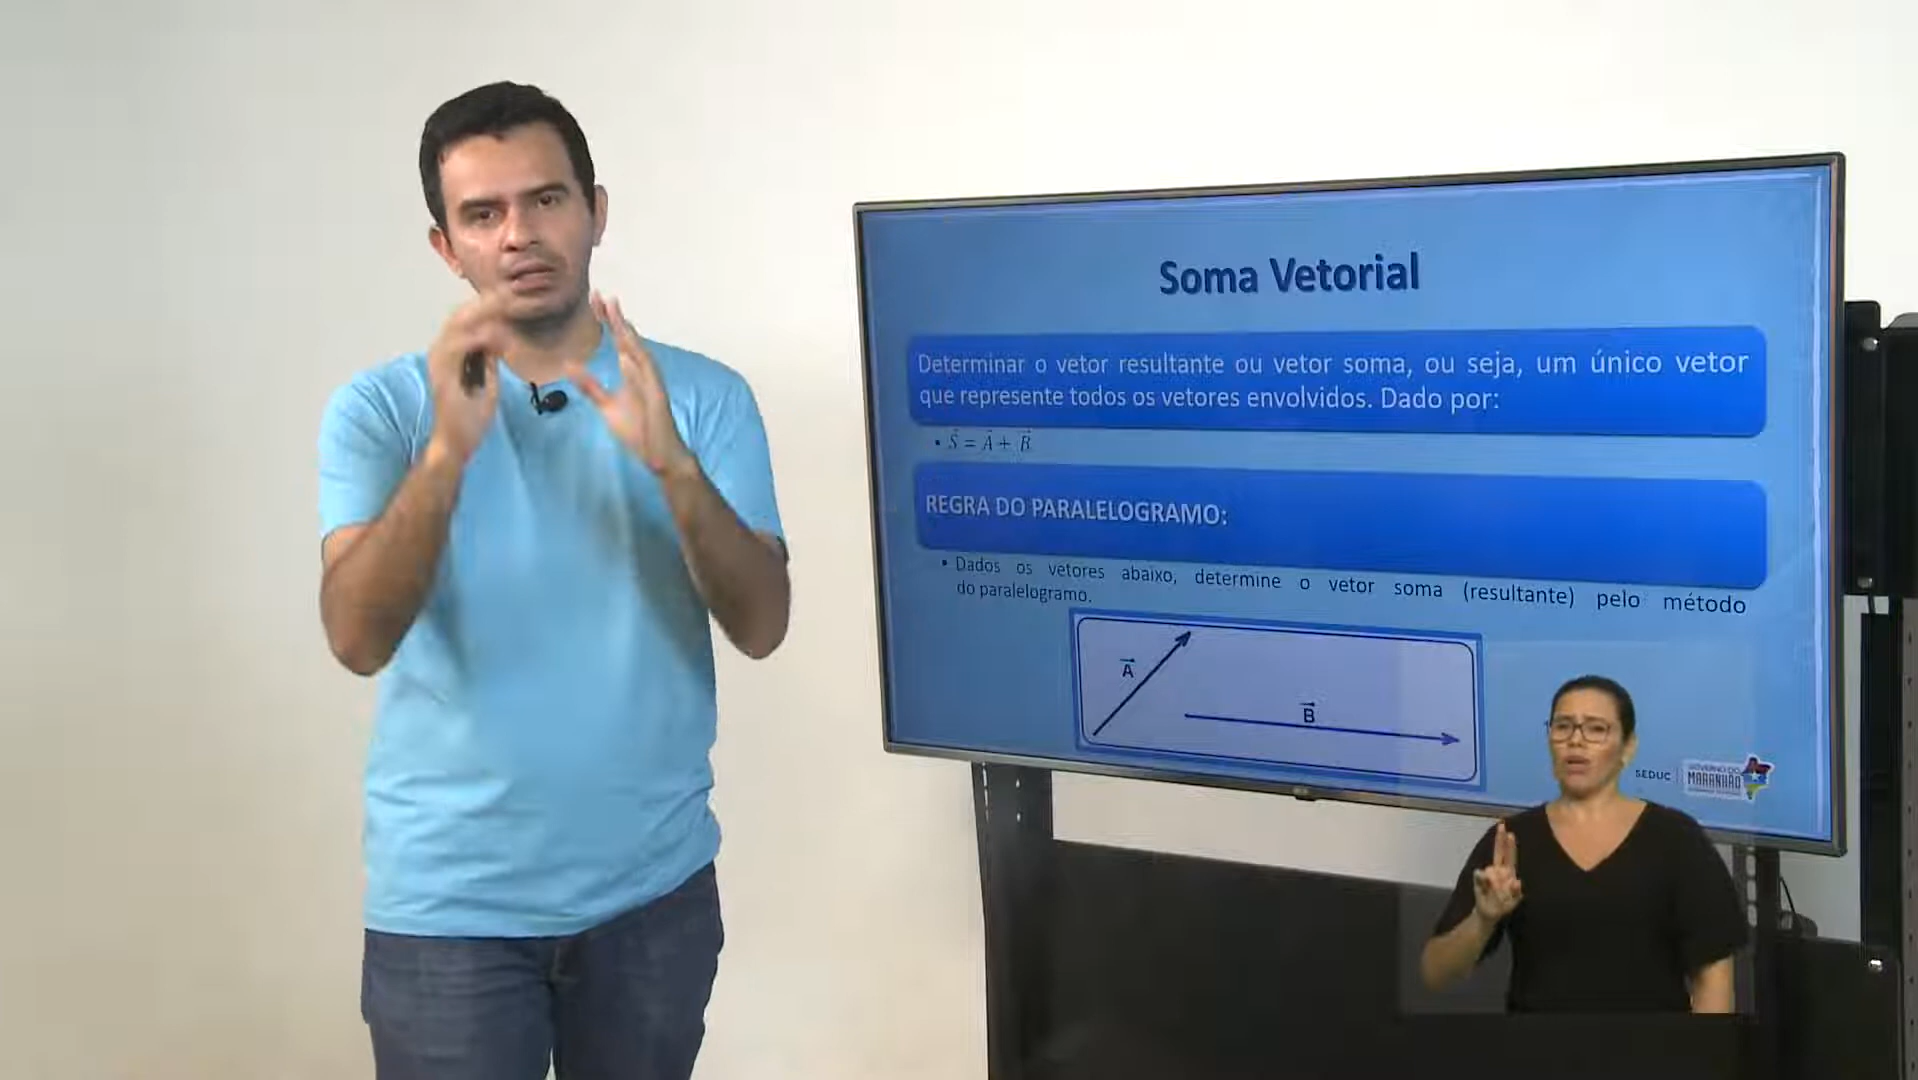 Soma Vetorial
Determinar o vetor resultante ou vetor soma, ou seja, um único vetor
que represente todos os vetores envolvidos. Dado por:
• S⃗ = A⃗ + B⃗
REGRA DO PARALELOGRAMO:
• Dados os vetores abaixo, determine o vetor soma (resultante) pelo método
do paralelogramo.
A⃗
B⃗
SEDUC
GOVERNO DO
MARANHÃO